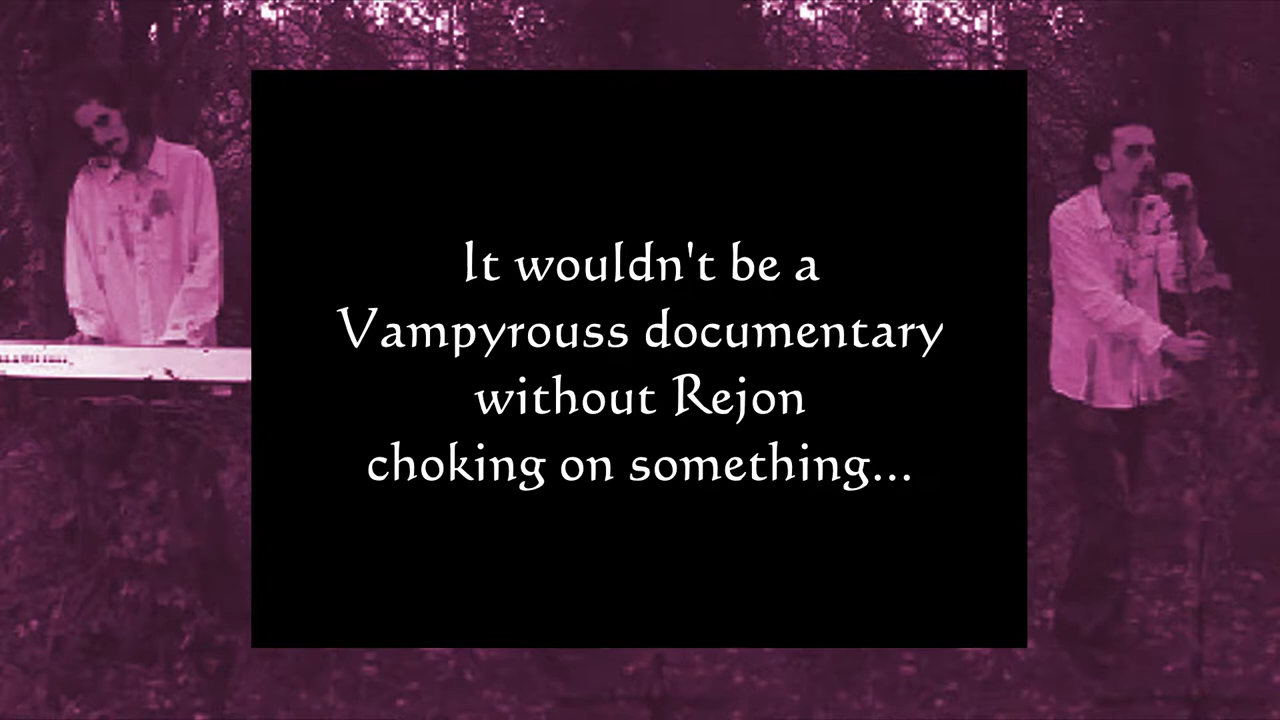 It wouldn't be a
Vampyrouss documentary
without Rejon
choking on something...